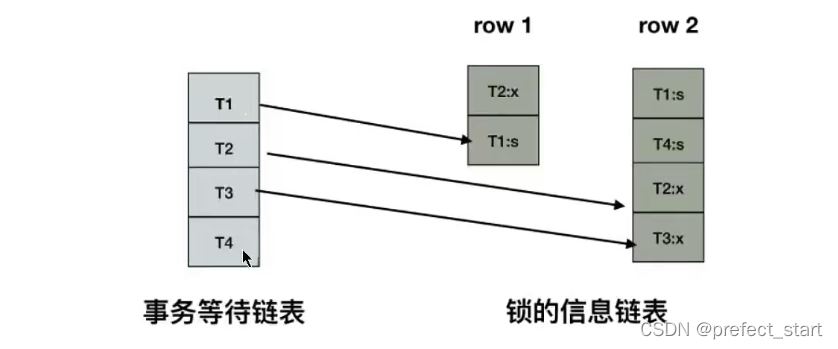 row 1
row 2
T1
T2
T3
T4
T2:x
T1:s
T1:s
T4:s
T2:x
T3:x
事务等待链表
锁的信息链表
CSDN @prefect_start